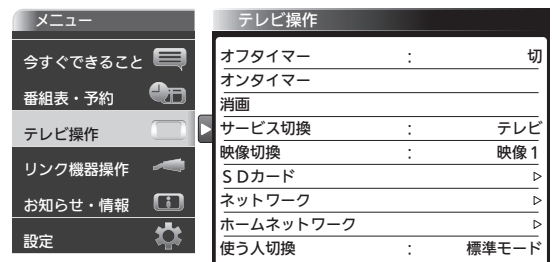 メニュー
今すぐできること
番組表・予約
テレビ操作
リンク機器操作
お知らせ・情報
設定
テレビ操作
オフタイマー : 切
オンタイマー
消画
サービス切換 : テレビ
映像切換 : 映像1
SDカード
ネットワーク
ホームネットワーク
使う人切換 : 標準モード